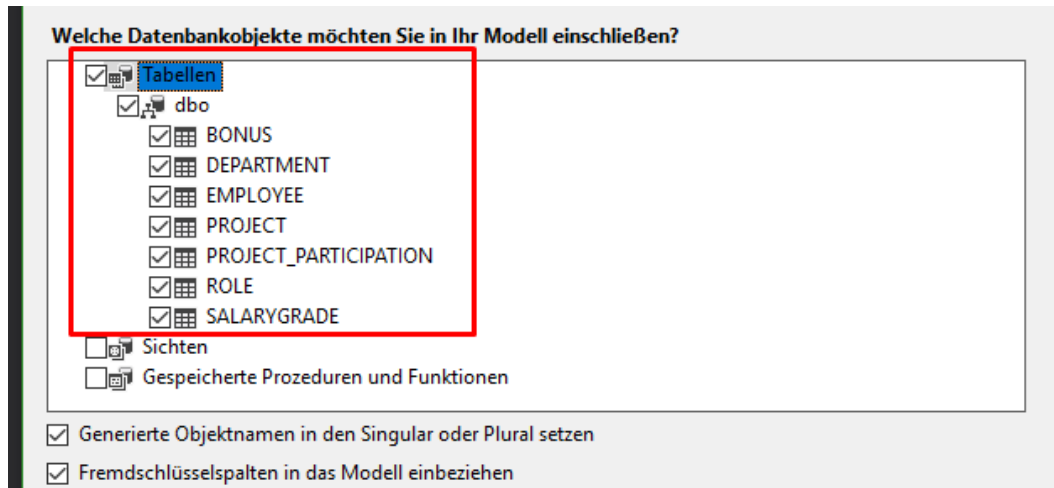 Welche Datenbankobjekte möchten Sie in Ihr Modell einschließen?
Tabellen
dbo
BONUS
DEPARTMENT
EMPLOYEE
PROJECT
PROJECT_PARTICIPATION
ROLE
SALARYGRADE
Sichten
Gespeicherte Prozeduren und Funktionen
Generierte Objektnamen in den Singular oder Plural setzen
Fremdschlüsselspalten in das Modell einbeziehen